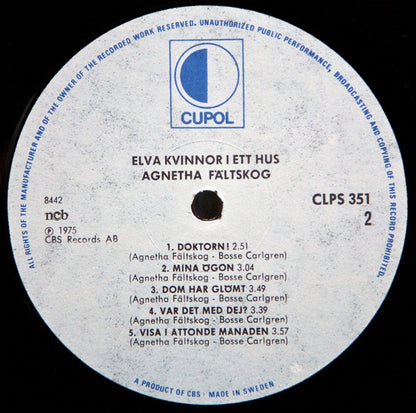 ALL RIGHTS OF THE MANUFACTURER AND OF THE OWNER OF THE RECORDED WORK RESERVED. UNAUTHORIZED PUBLIC PERFORMANCE, BROADCASTING AND COPYING OF THIS RECORD PROHIBITED.
CUPOL
ELVA KVINNOR I ETT HUS
AGNETHA FÄLTSKOG
8442
ncb
Ⓟ 1975
CBS Records AB
CLPS 351
2
1. DOKTORN! 2.51
(Agnetha Fältskog - Bosse Carlgren)
2. MINA ÖGON 3.04
(Agnetha Fältskog - Bosse Carlgren)
3. DOM HAR GLÖMT 3.49
(Agnetha Fältskog - Bosse Carlgren)
4. VAR DET MED DEJ? 3.39
(Agnetha Fältskog - Bosse Carlgren)
5. VISA I ÅTTONDE MÅNADEN 3.57
(Agnetha Fältskog - Bosse Carlgren)
A PRODUCT OF CBS · MADE IN SWEDEN